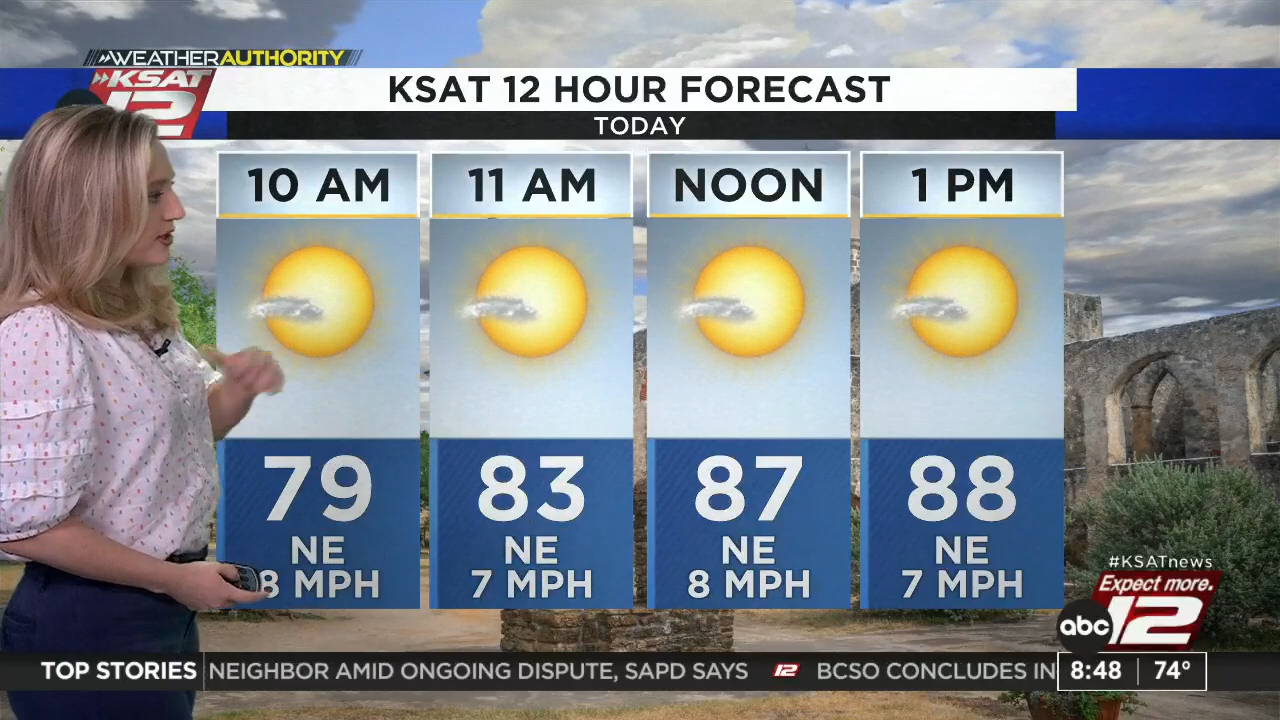 WEATHERAUTHORITY
KSAT
12
KSAT 12 HOUR FORECAST
TODAY
10 AM
11 AM
NOON
1 PM
79
83
87
88
NE
NE
NE
NE
8 MPH
7 MPH
8 MPH
7 MPH
#KSATnews
Expect more.
abc
12
TOP STORIES
NEIGHBOR AMID ONGOING DISPUTE, SAPD SAYS
12
BCSO CONCLUDES IN
8:48
74°